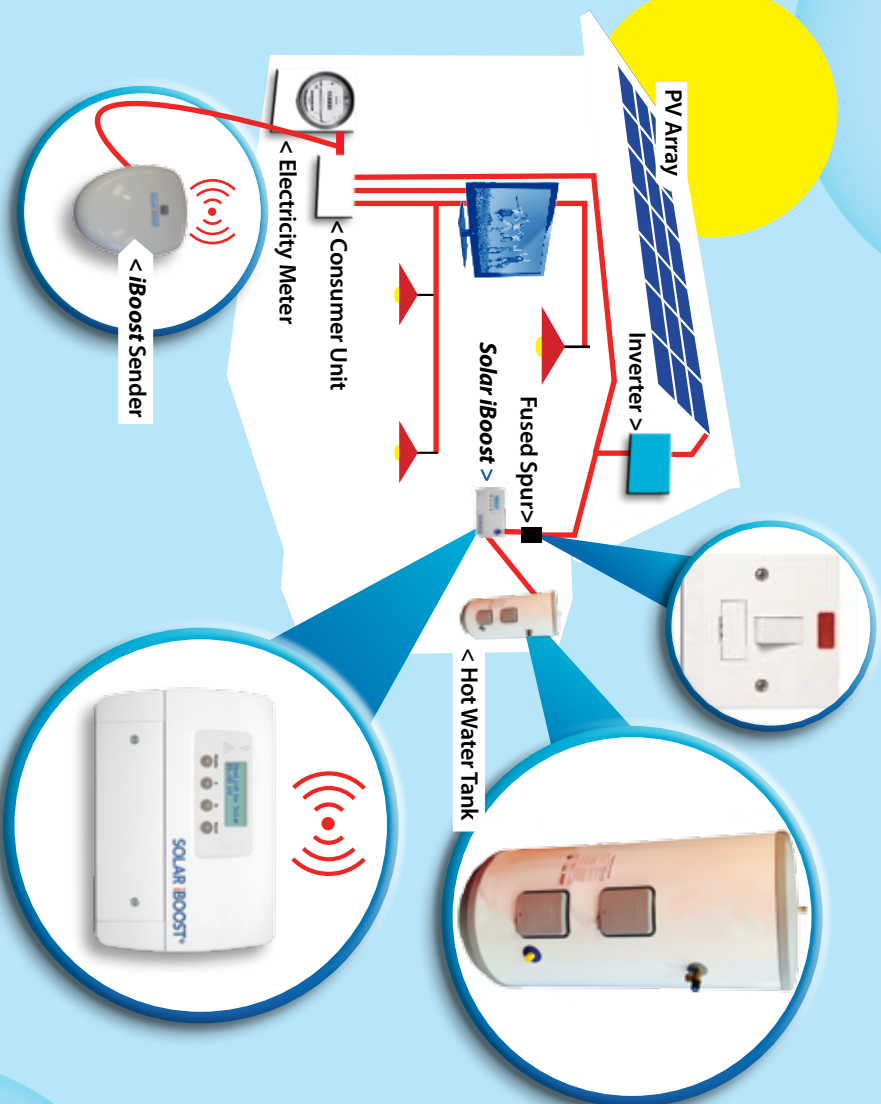 PV Array
Inverter >
Fused Spur>
Solar iBoost >
< Hot Water Tank
< Consumer Unit
< Electricity Meter
< iBoost Sender
SOLAR iBOOST+